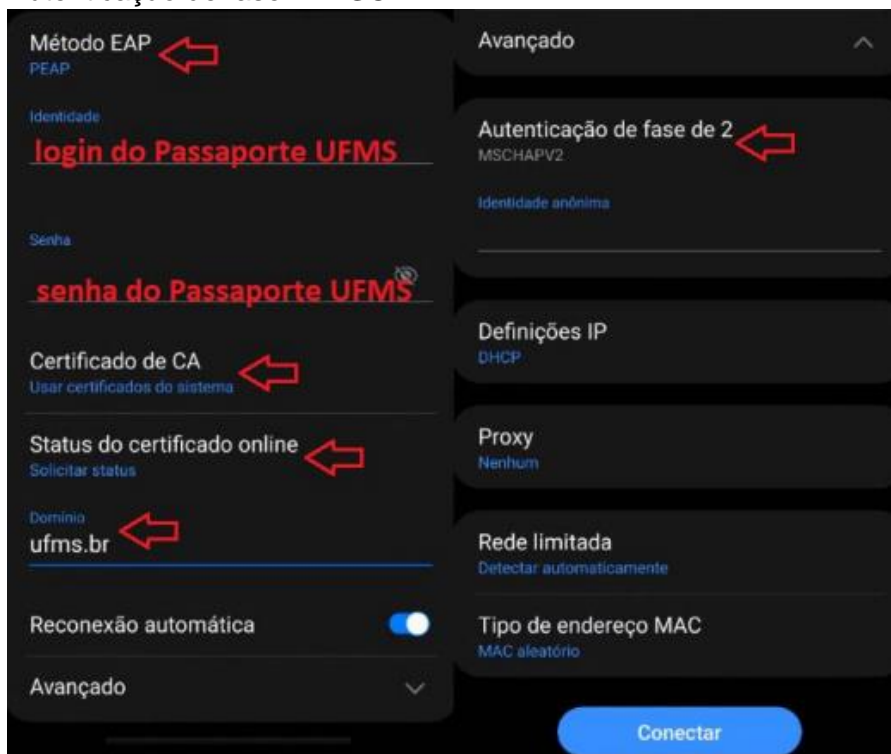 Método EAP
PEAP
Identidade
login do Passaporte UFMS
Senha
senha do Passaporte UFMS
Certificado de CA
Usar certificados do sistema
Status do certificado online
Solicitar status
Domínio
ufms.br
Reconexão automática
Avançado
Avançado
Autenticação de fase de 2
MSCHAPV2
Identidade anônima
Definições IP
DHCP
Proxy
Nenhum
Rede limitada
Detectar automaticamente
Tipo de endereço MAC
MAC aleatório
Conectar